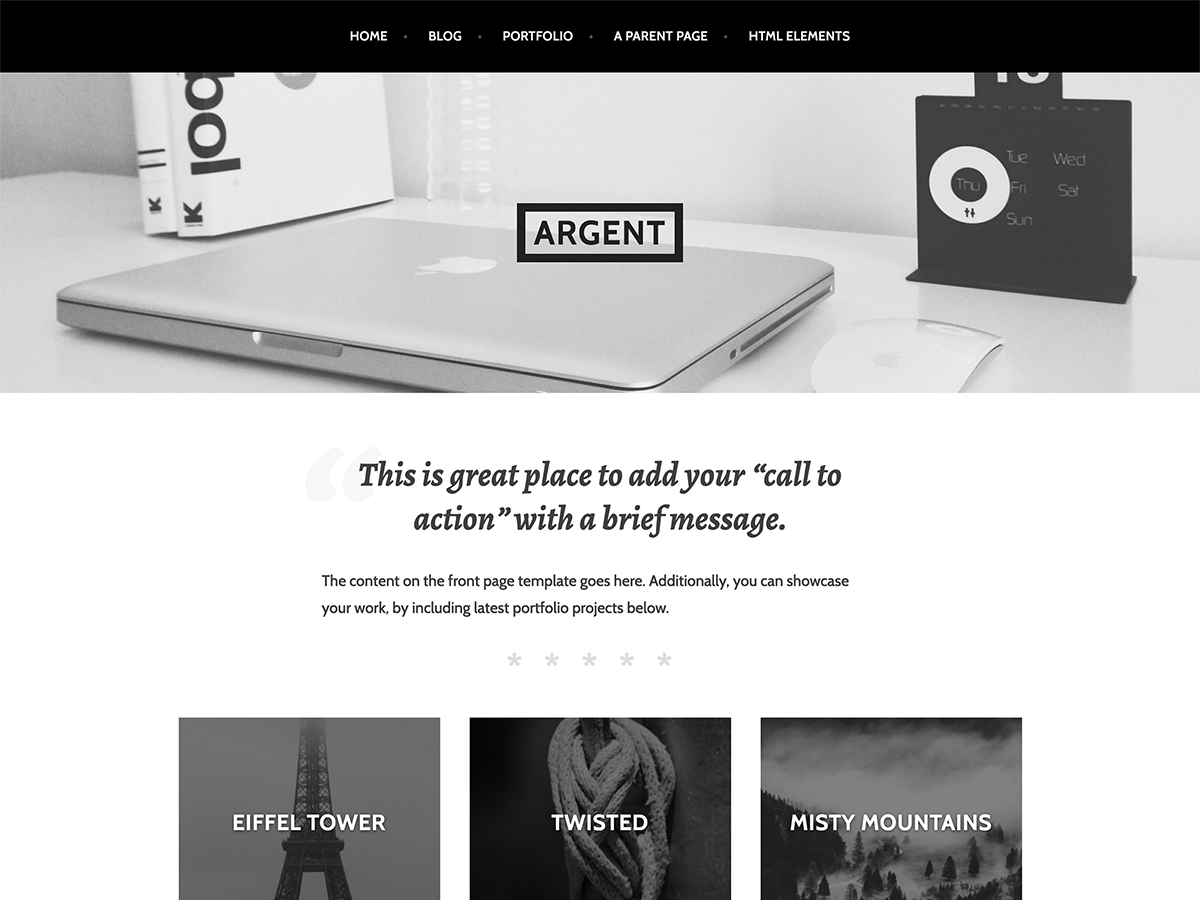 HOME • BLOG • PORTFOLIO • A PARENT PAGE • HTML ELEMENTS
loop
K K
Tue Wed
Thu Fri Sat
Sun
ARGENT
“This is great place to add your “call to
action” with a brief message.
The content on the front page template goes here. Additionally, you can showcase
your work, by including latest portfolio projects below.
* * * * *
EIFFEL TOWER
TWISTED
MISTY MOUNTAINS